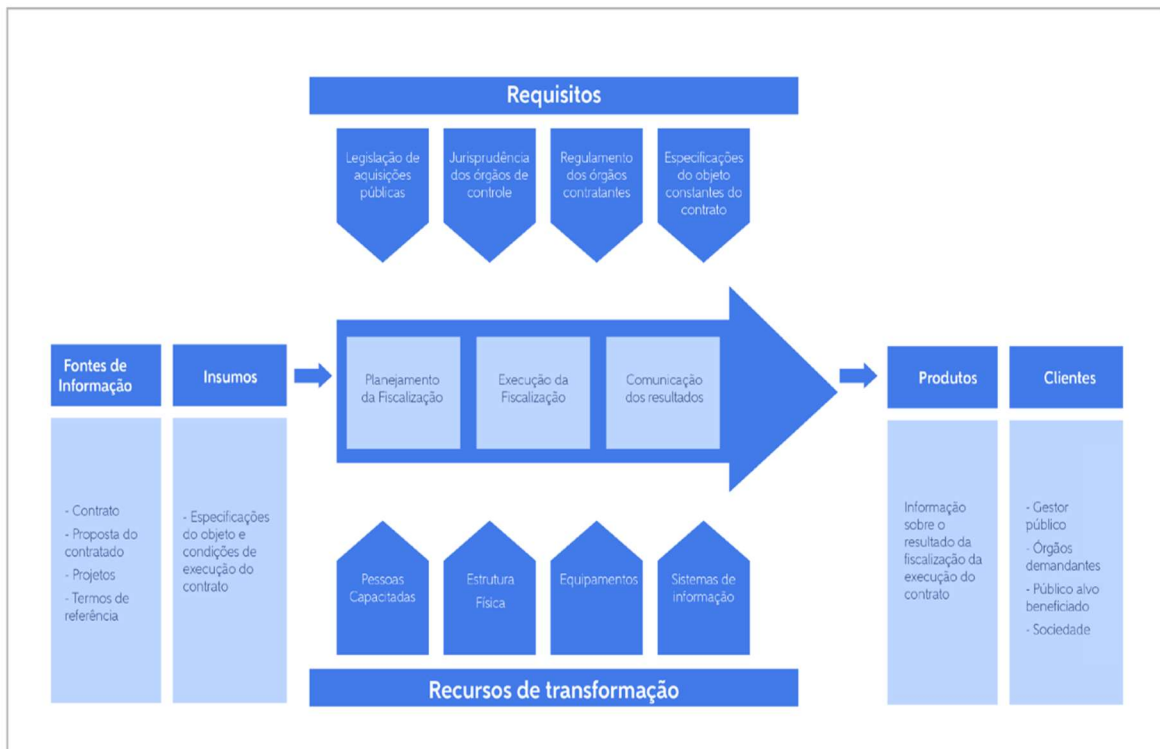 Requisitos
Legislação de
aquisições
públicas
Jurisprudência
dos órgãos de
controle
Regulamento
dos órgãos
contratantes
Especificações
do objeto
constantes do
contrato
Fontes de
Informação
Insumos
Planejamento
da Fiscalização
Execução da
Fiscalização
Comunicação
dos resultados
Produtos
Clientes
- Contrato
- Proposta do
contratado
- Projetos
- Termos de
referência
- Especificações
do objeto e
condições de
execução do
contrato
Informação
sobre o
resultado da
fiscalização da
execução do
contrato
- Gestor
público
- Órgãos
demandantes
- Público alvo
beneficiado
- Sociedade
Pessoas
Capacitadas
Estrutura
Física
Equipamentos
Sistemas de
informação
Recursos de transformação